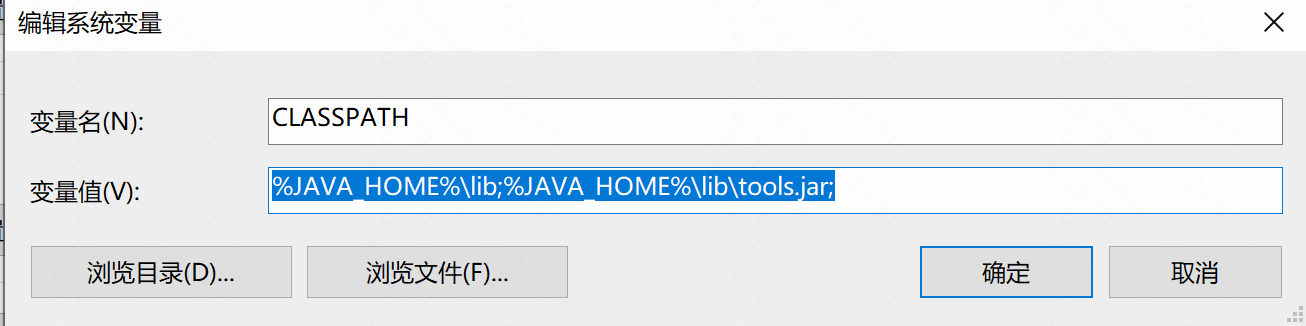 编辑系统变量
变量名(N):
CLASSPATH
变量值(V):
%JAVA_HOME%\lib;%JAVA_HOME%\lib\tools.jar;
浏览目录(D)...
浏览文件(F)...
确定
取消